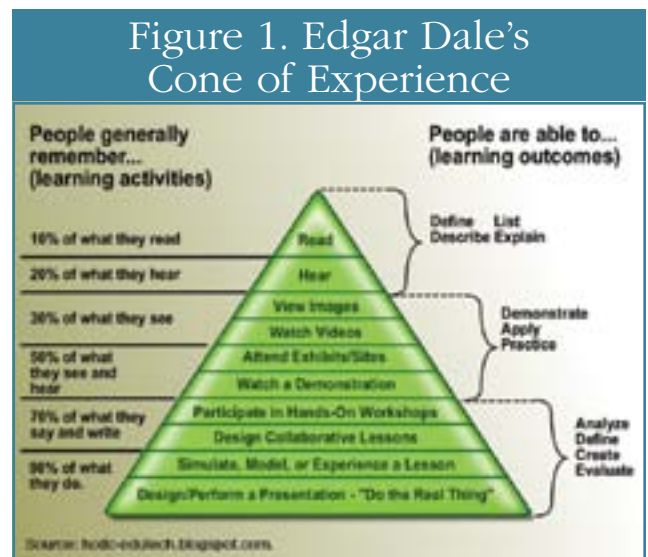 Figure 1. Edgar Dale's
Cone of Experience
People generally
remember...
(learning activities)
People are able to...
(learning outcomes)
10% of what they read
20% of what they hear
30% of what they see
50% of what
they see and
hear
70% of what they
say and write
90% of what
they do.
Read
Hear
View Images
Watch Videos
Attend Exhibits/Sites
Watch a Demonstration
Participate in Hands-On Workshops
Design Collaborative Lessons
Simulate, Model, or Experience a Lesson
Design/Perform a Presentation - "Do the Real Thing"
Define List
Describe Explain
Demonstrate
Apply
Practice
Analyze
Define
Create
Evaluate
Source: